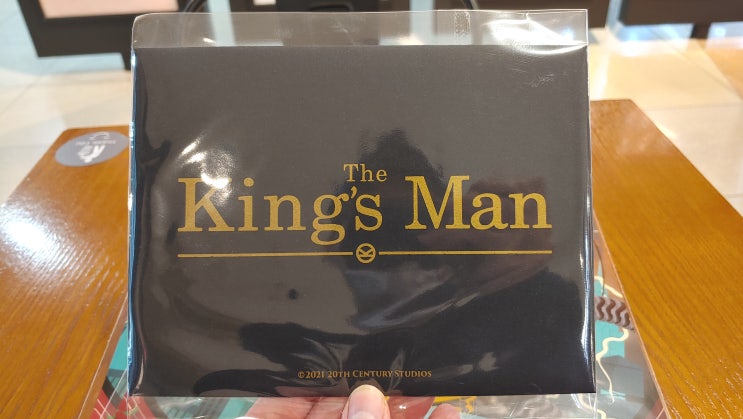 The
King's Man
©2021 20TH CENTURY STUDIOS